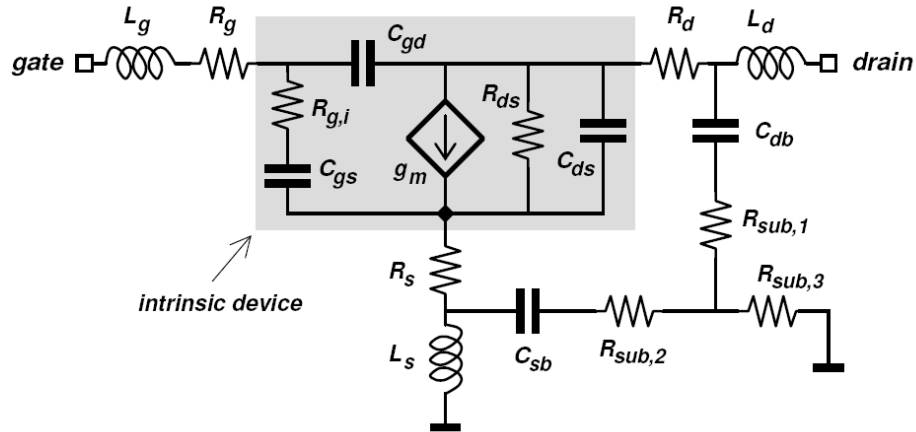 L_g
R_g
C_gd
R_d
L_d
gate
drain
R_g,i
R_ds
C_db
C_gs
g_m
C_ds
R_sub,1
R_s
R_sub,3
intrinsic device
L_s
C_sb
R_sub,2